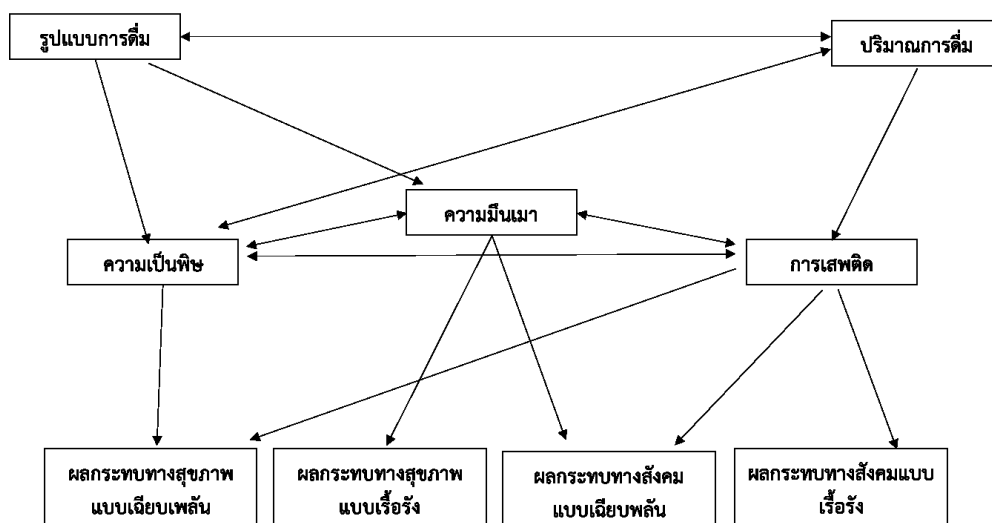 รูปแบบการดื่ม
ปริมาณการดื่ม
ความมึนเมา
ความเป็นพิษ
การเสพติด
ผลกระทบทางสุขภาพ
แบบเฉียบเพลัน
ผลกระทบทางสุขภาพ
แบบเรื้อรัง
ผลกระทบทางสังคม
แบบเฉียบพลัน
ผลกระทบทางสังคมแบบ
เรื้อรัง